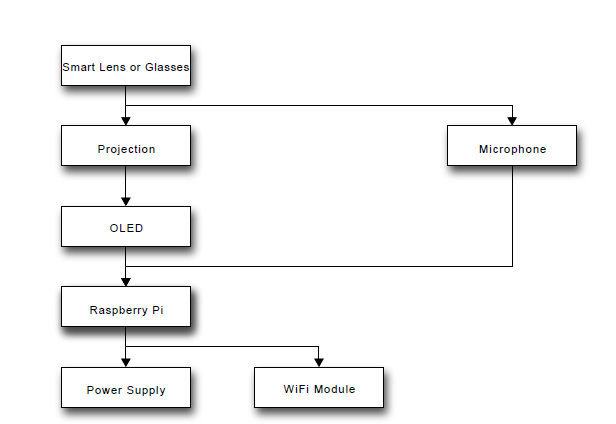 Smart Lens or Glasses
Projection
Microphone
OLED
Raspberry Pi
Power Supply
WiFi Module